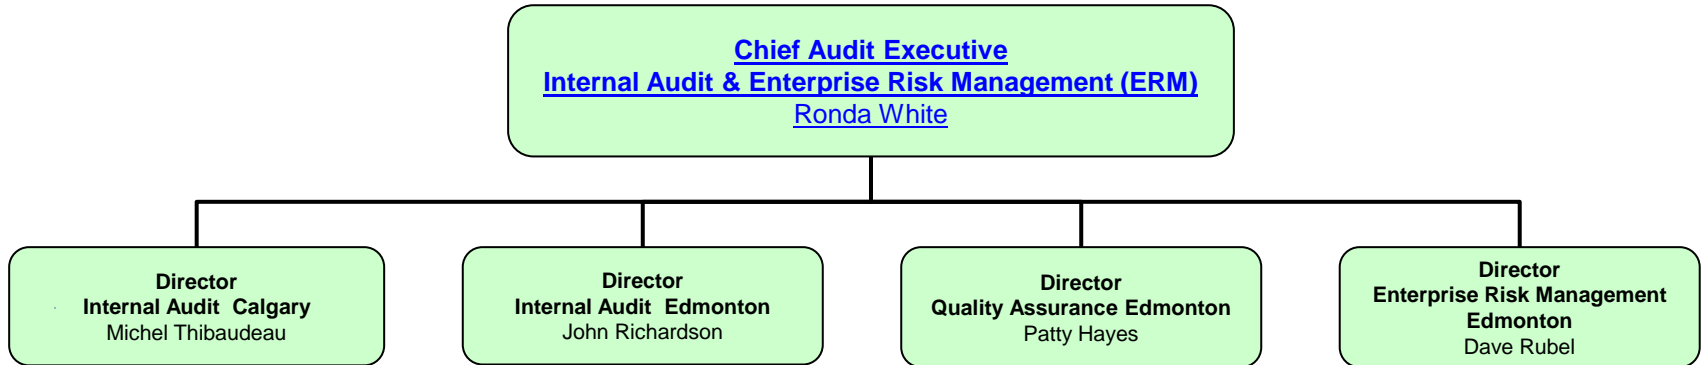 Chief Audit Executive
Internal Audit & Enterprise Risk Management (ERM)
Ronda White
Director
Internal Audit Calgary
Michel Thibaudeau
Director
Internal Audit Edmonton
John Richardson
Director
Quality Assurance Edmonton
Patty Hayes
Director
Enterprise Risk Management
Edmonton
Dave Rubel